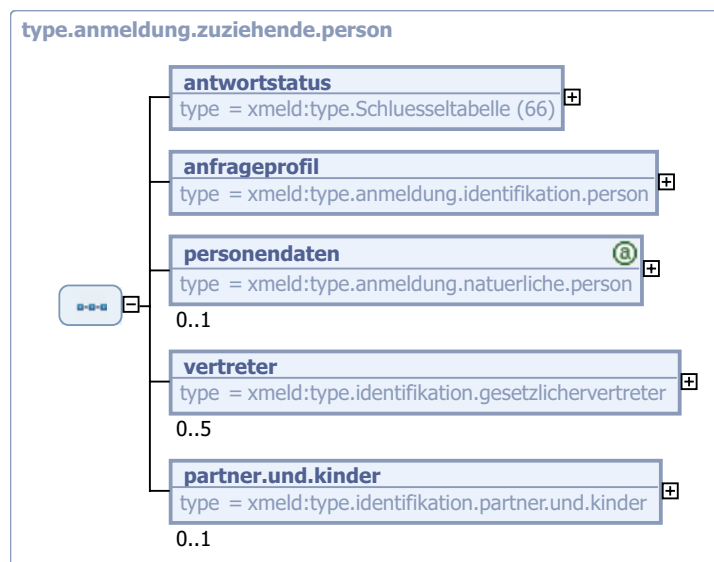 type.anmeldung.zuziehende.person
antwortstatus
type = xmeld:type.Schluesseltabelle (66)
anfrageprofil
type = xmeld:type.anmeldung.identifikation.person
personendaten
a
type = xmeld:type.anmeldung.natuerliche.person
0..1
vertreter
type = xmeld:type.identifikation.gesetzlichervertreter
0..5
partner.und.kinder
type = xmeld:type.identifikation.partner.und.kinder
0..1